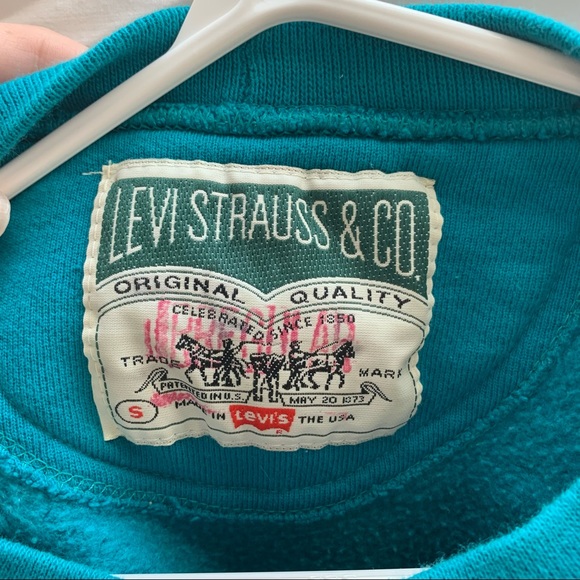 LEVI STRAUSS & CO.
ORIGINAL QUALITY
CELEBRATED SINCE 1850
TRADE MARK
PATENTED IN U.S. MAY 20 1873
S MADE IN Levi's THE USA
R